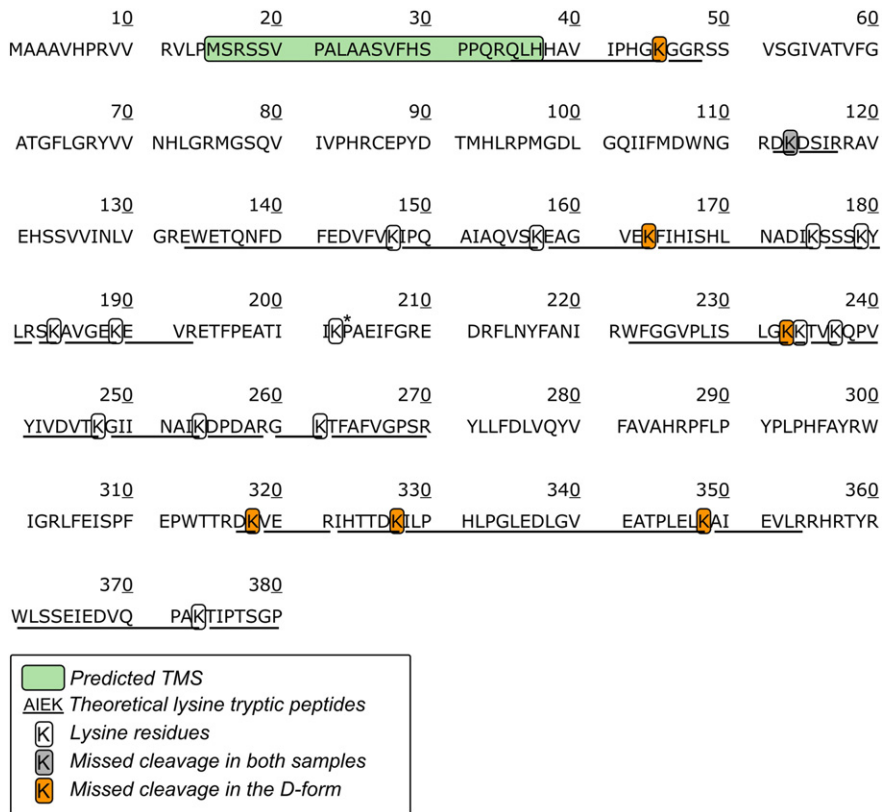 10 20 30 40 50 60
MAAAVHPRVV RVLPMSRSSV PALAASVFHS PPQRQLHHAV IPHGKGGRSS VSGIVATVFG
70 80 90 100 110 120
ATGFLGRYVV NHLGRMGSQV IVPHRCEPYD TMHLRPMGDL GQIIFMDWNG RDKDSIRRAV
130 140 150 160 170 180
EHSSVVINLV GREWETQNFD FEDVFVKIPQ AIAQVSKEAG VEKFIHISHL NADIKSSSKY
190 200 210 220 230 240
*
LRSKAVGEKE VRETFPEATI IKPAEIFGRE DRFLNYFANI RWFGGVPLIS LGKKTVKQPV
250 260 270 280 290 300
YIVDVTKGII NAIKDPDARG KTFAFVGPSR YLLFDLVQYV FAVAHRPFLP YPLPHFAYRW
310 320 330 340 350 360
IGRLFEISPF EPWTTRDKVE RIHTTDKILP HLPGLEDLGV EATPLELKAI EVLRRHRTYR
370 380
WLSSEIEDVQ PAKTIPTSGP
Predicted TMS
AIEK Theoretical lysine tryptic peptides
K Lysine residues
K Missed cleavage in both samples
K Missed cleavage in the D-form